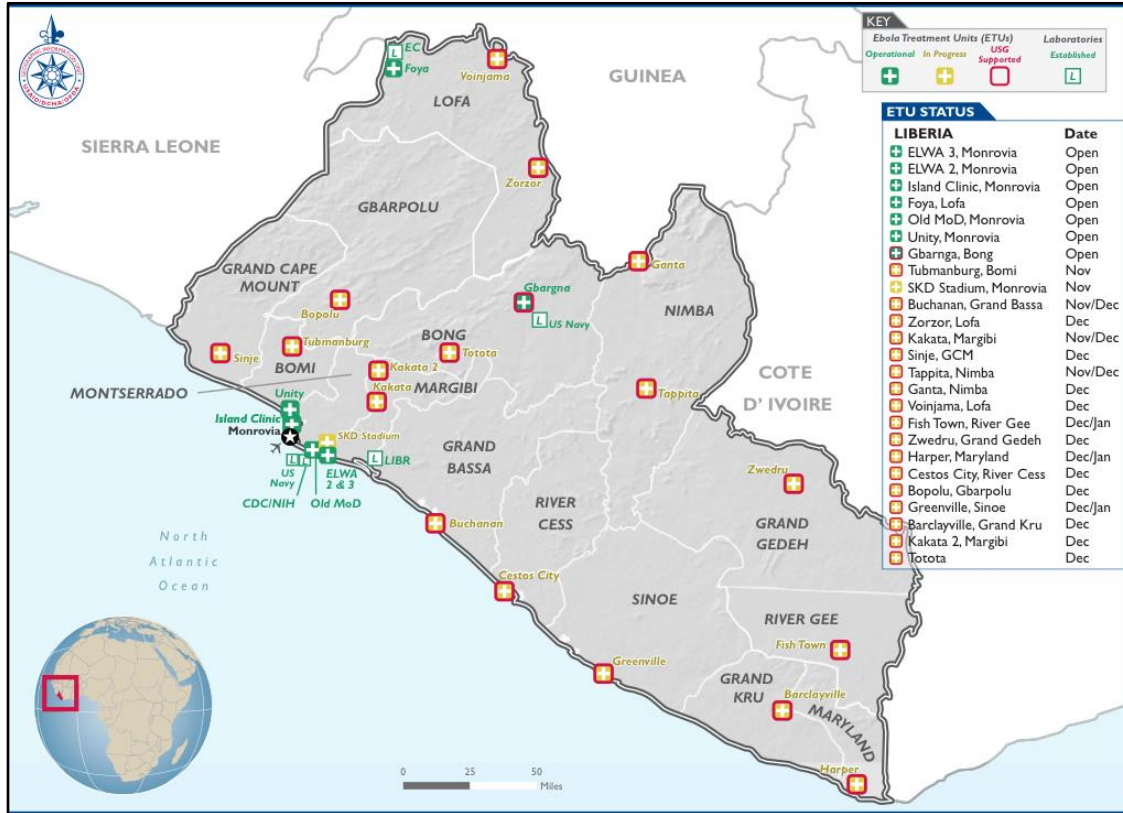 GEOGRAPHIC INFORMATION UNIT
USAID/DCHA/OFDA
KEY
Ebola Treatment Units (ETUs)
Laboratories
Operational
In Progress
USG
Supported
Established
L
ETU STATUS
LIBERIA Date
ELWA 3, Monrovia Open
ELWA 2, Monrovia Open
Island Clinic, Monrovia Open
Foya, Lofa Open
Old MoD, Monrovia Open
Unity, Monrovia Open
Gbarnga, Bong Open
Tubmanburg, Bomi Nov
SKD Stadium, Monrovia Nov
Buchanan, Grand Bassa Nov/Dec
Zorzor, Lofa Dec
Kakata, Margibi Nov/Dec
Sinje, GCM Dec
Tappita, Nimba Nov/Dec
Ganta, Nimba Dec
Voinjama, Lofa Dec
Fish Town, River Gee Dec/Jan
Zwedru, Grand Gedeh Dec
Harper, Maryland Dec/Jan
Cestos City, River Cess Dec
Bopolu, Gbarpolu Dec
Greenville, Sinoe Dec/Jan
Barclayville, Grand Kru Dec
Kakata 2, Margibi Dec
Totota Dec
L EC
Foya
Voinjama
LOFA
GUINEA
SIERRA LEONE
Zorzor
GBARPOLU
GRAND CAPE
MOUNT
Ganta
Bopolu
Gbargna
L US Navy
NIMBA
BONG
Tubmanburg
Sinje
Totota
BOMI
Kakata 2
MARGIBI
MONTSERRADO
Kakata
Tappita
COTE
D' IVOIRE
Unity
Island Clinic
Monrovia
SKD Stadium
GRAND
BASSA
L L
L LIBR
US
Navy
ELWA
2 & 3
CDC/NIH
Old MoD
Zwedru
RIVER
CESS
Buchanan
GRAND
GEDEH
North
Atlantic
Ocean
Cestos City
SINOE
RIVER GEE
Fish Town
Greenville
GRAND
KRU
Barclayville
MARYLAND
Harper
0 25 50
Miles